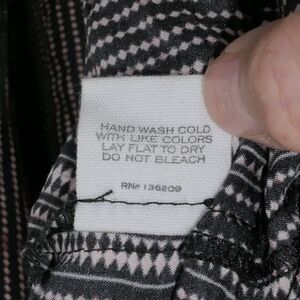 HAND WASH COLD
WITH LIKE COLORS
LAY FLAT TO DRY
DO NOT BLEACH
RN# 136209